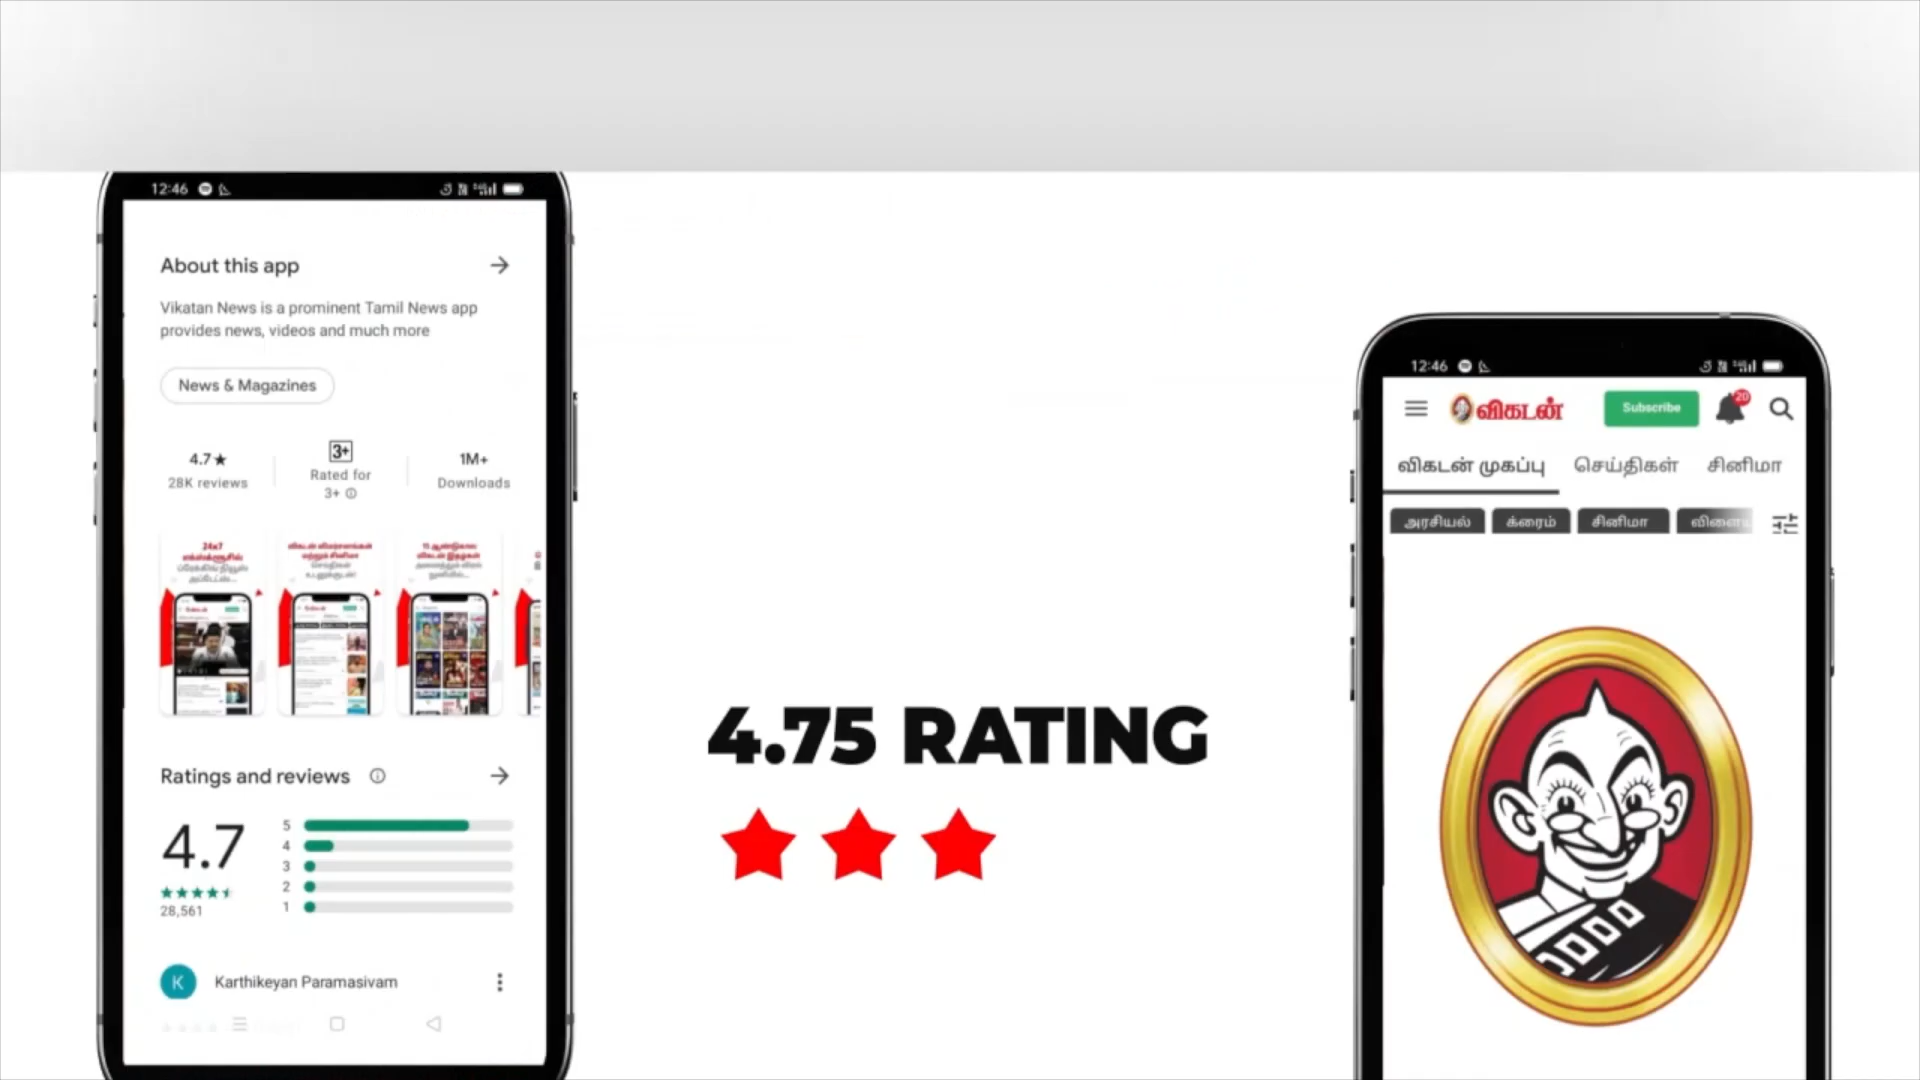 12:46
About this app
Vikatan News is a prominent Tamil News app
provides news, videos and much more
News & Magazines
4.7★
28K reviews
3+
Rated for
3+
1M+
Downloads
24x7
Ratings and reviews
4.7
28,561
5
4
3
2
1
K
Karthikeyan Paramasivam
4.75 RATING
12:46
விகடன்
Subscribe
20
விகடன் முகப்பு
செய்திகள்
சினிமா
அரசியல்
க்ரைம்
சினிமா